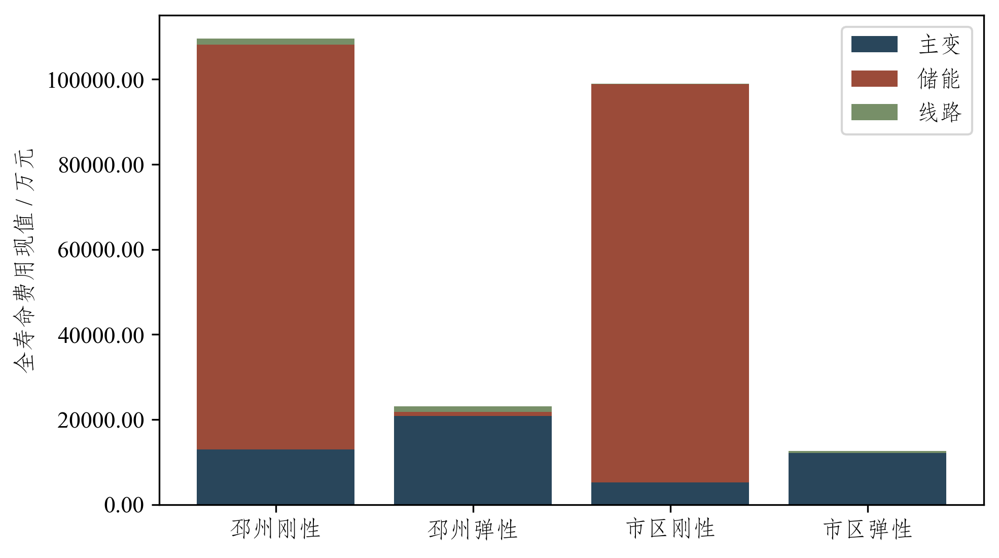 全寿命费用现值 / 万元
100000.00
80000.00
60000.00
40000.00
20000.00
0.00
邳州刚性
邳州弹性
市区刚性
市区弹性
主变
储能
线路